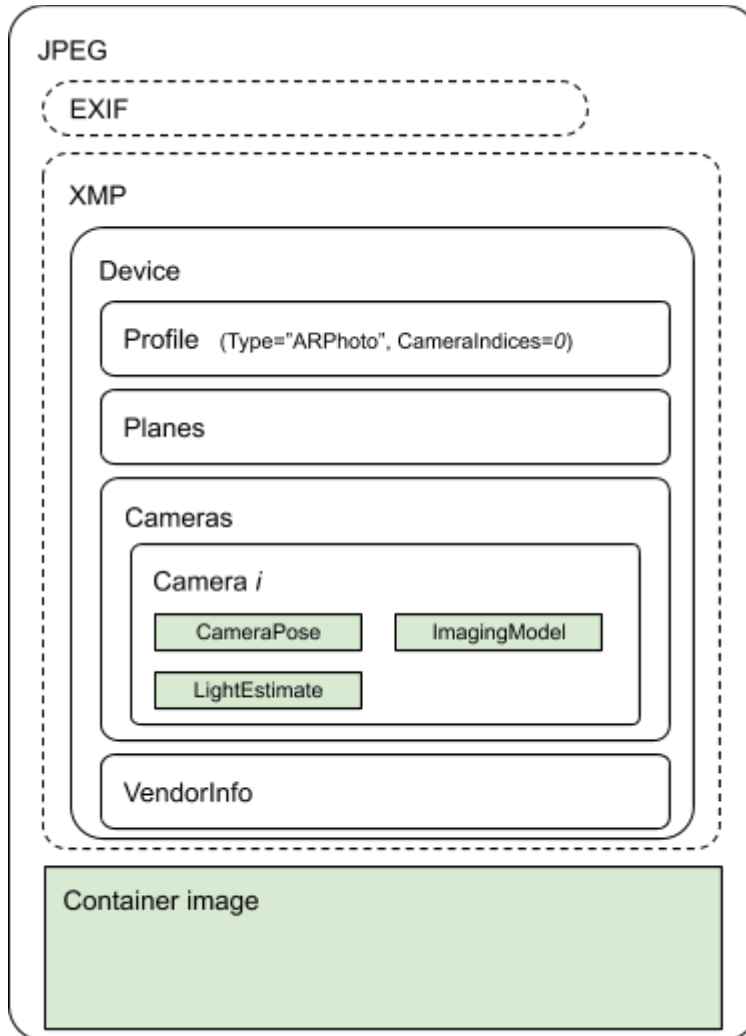 JPEG
EXIF
XMP
Device
Profile (Type=”ARPhoto”, CameraIndices=0)
Planes
Cameras
Camera i
CameraPose ImagingModel
LightEstimate
VendorInfo
Container image